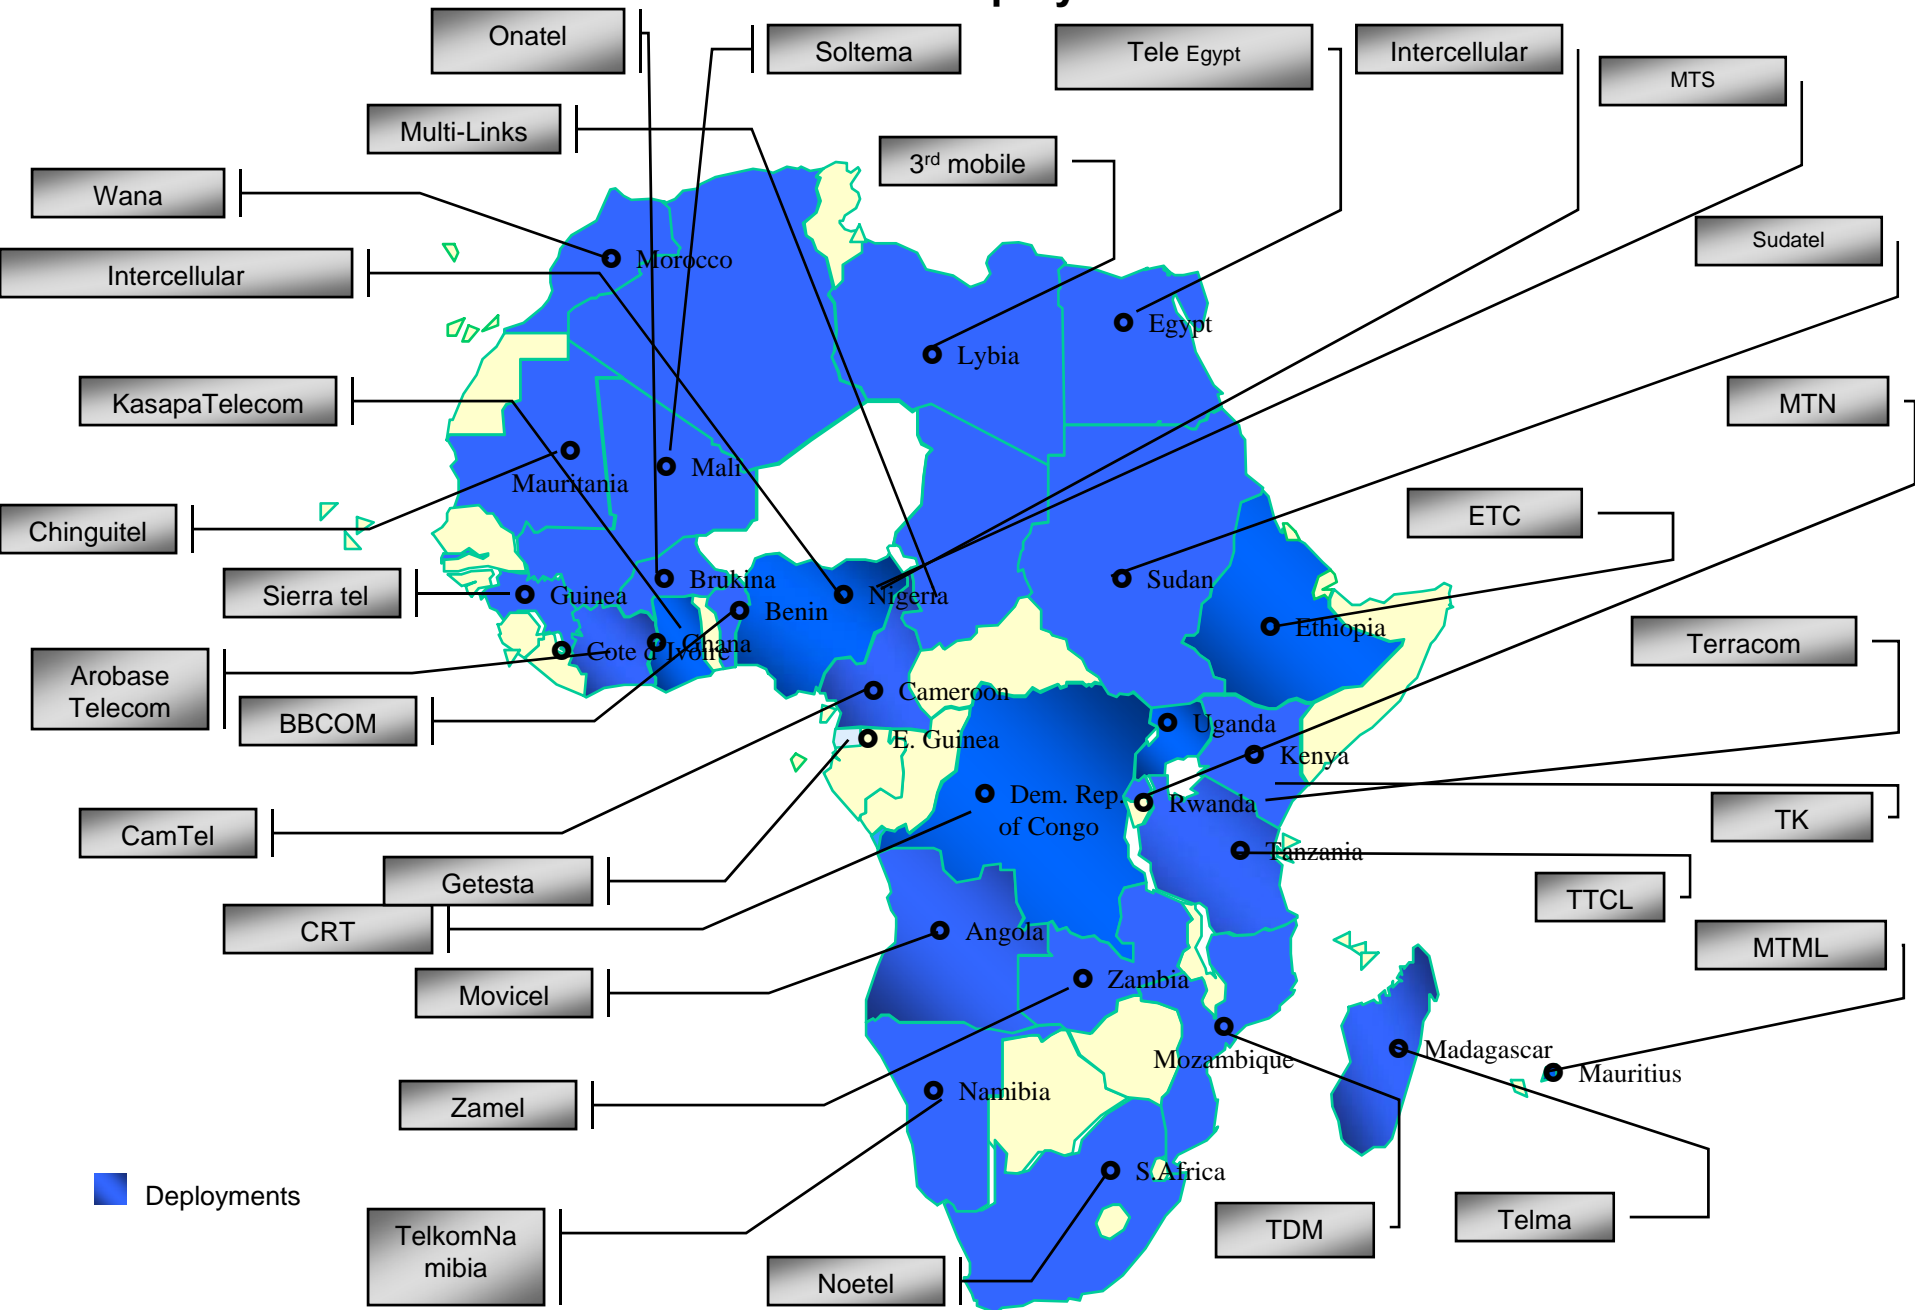 Onatel
Soltema
Tele Egypt
Intercellular
MTS
Multi-Links
3rd mobile
Wana
Sudatel
Intercellular
Morocco
Egypt
Lybia
KasapaTelecom
MTN
Mali
Mauritania
Chinguitel
ETC
Sierra tel
Guinea
Brukina
Benin
Nigeria
Sudan
Ethiopia
Cote d'Ivoire
Ghana
Terracom
Arobase
Telecom
BBCOM
Cameroon
Uganda
E. Guinea
Kenya
Dem. Rep.
of Congo
Rwanda
TK
CamTel
Tanzania
Getesta
TTCL
CRT
Angola
MTML
Movicel
Zambia
Mozambique
Madagascar
Mauritius
Zamel
Namibia
S.Africa
Deployments
TelkomNa
mibia
TDM
Telma
Noetel